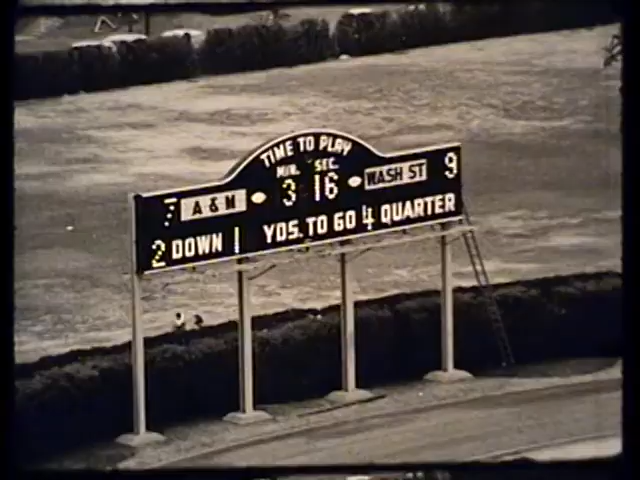 TIME TO PLAY
MIN. SEC.
7 A & M 3 16 WASH ST 9
2 DOWN 1 YDS. TO GO 4 QUARTER